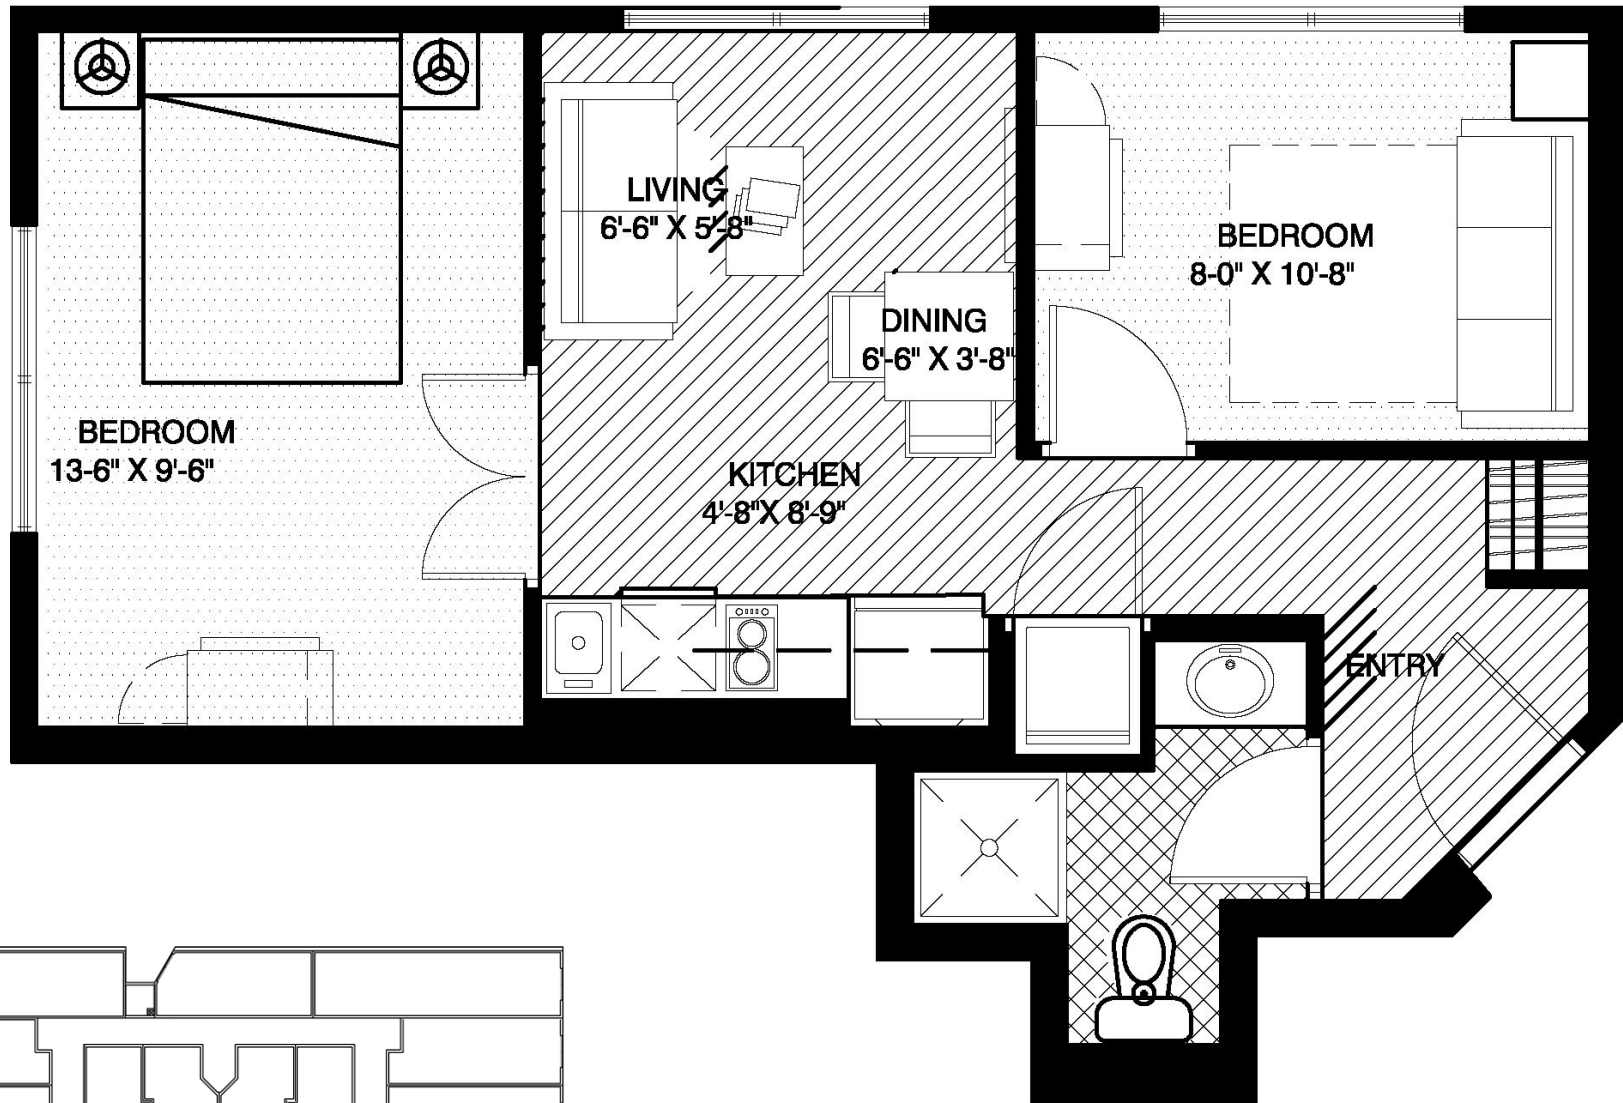 LIVING
6'-6" X 5'-8"
BEDROOM
8-0" X 10'-8"
DINING
6'-6" X 3'-8"
BEDROOM
13-6" X 9'-6"
KITCHEN
4'-8"X 8'-9"
ENTRY